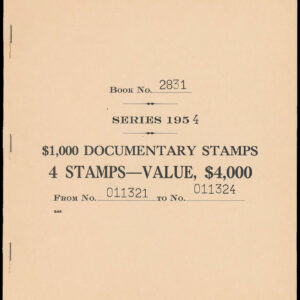 Book No. 2831
SERIES 1954
$1,000 DOCUMENTARY STAMPS
4 STAMPS—VALUE, $4,000
From No. 011321 to No. 011324